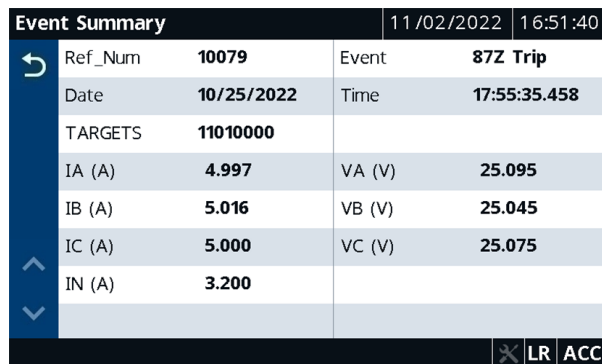 Event Summary 11/02/2022 16:51:40
Ref_Num 10079 Event 87Z Trip
Date 10/25/2022 Time 17:55:35.458
TARGETS 11010000
IA (A) 4.997 VA (V) 25.095
IB (A) 5.016 VB (V) 25.045
IC (A) 5.000 VC (V) 25.075
IN (A) 3.200
LR ACC